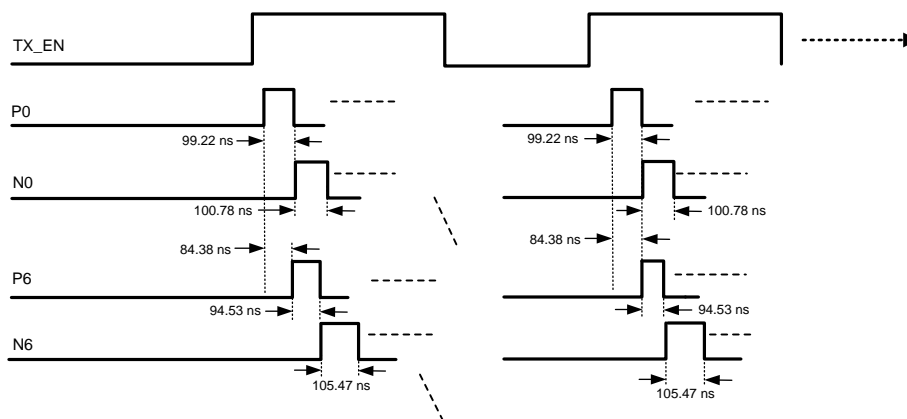 TX_EN
P0
99.22 ns
99.22 ns
N0
100.78 ns
100.78 ns
84.38 ns
84.38 ns
P6
94.53 ns
94.53 ns
N6
105.47 ns
105.47 ns